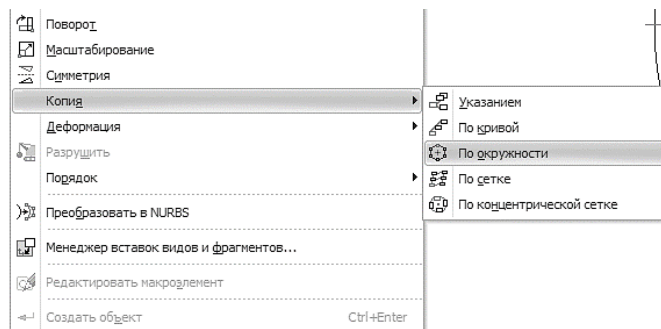 Поворот
Масштабирование
Симметрия
Копия
Деформация
Разрушить
Порядок
Преобразовать в NURBS
Менеджер вставок видов и фрагментов...
Редактировать макроэлемент
Создать объект Ctrl+Enter
Указанием
По кривой
По окружности
По сетке
По концентрической сетке